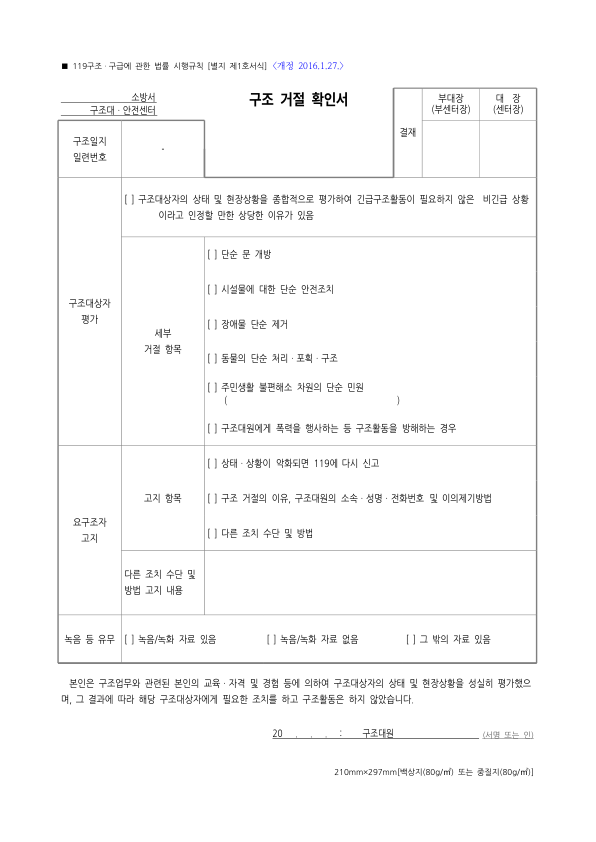 ■ 119구조ㆍ구급에 관한 법률 시행규칙 [별지 제1호서식] <개정 2016.1.27.>
소방서
구조대ㆍ안전센터
구조 거절 확인서
결재
부대장
(부센터장)
대 장
(센터장)
구조일지
일련번호
-
구조대상자
평가
[ ] 구조대상자의 상태 및 현장상황을 종합적으로 평가하여 긴급구조활동이 필요하지 않은 비긴급 상황
이라고 인정할 만한 상당한 이유가 있음
세부
거절 항목
[ ] 단순 문 개방
[ ] 시설물에 대한 단순 안전조치
[ ] 장애물 단순 제거
[ ] 동물의 단순 처리ㆍ포획ㆍ구조
[ ] 주민생활 불편해소 차원의 단순 민원
( )
[ ] 구조대원에게 폭력을 행사하는 등 구조활동을 방해하는 경우
요구조자
고지
고지 항목
[ ] 상태ㆍ상황이 악화되면 119에 다시 신고
[ ] 구조 거절의 이유, 구조대원의 소속ㆍ성명ㆍ전화번호 및 이의제기방법
[ ] 다른 조치 수단 및 방법
다른 조치 수단 및
방법 고지 내용
녹음 등 유무
[ ] 녹음/녹화 자료 있음 [ ] 녹음/녹화 자료 없음 [ ] 그 밖의 자료 있음
본인은 구조업무와 관련된 본인의 교육ㆍ자격 및 경험 등에 의하여 구조대상자의 상태 및 현장상황을 성실히 평가했으
며, 그 결과에 따라 해당 구조대상자에게 필요한 조치를 하고 구조활동은 하지 않았습니다.
20 . . . : 구조대원 (서명 또는 인)
210mm×297mm[백상지(80g/㎡) 또는 중질지(80g/㎡)]